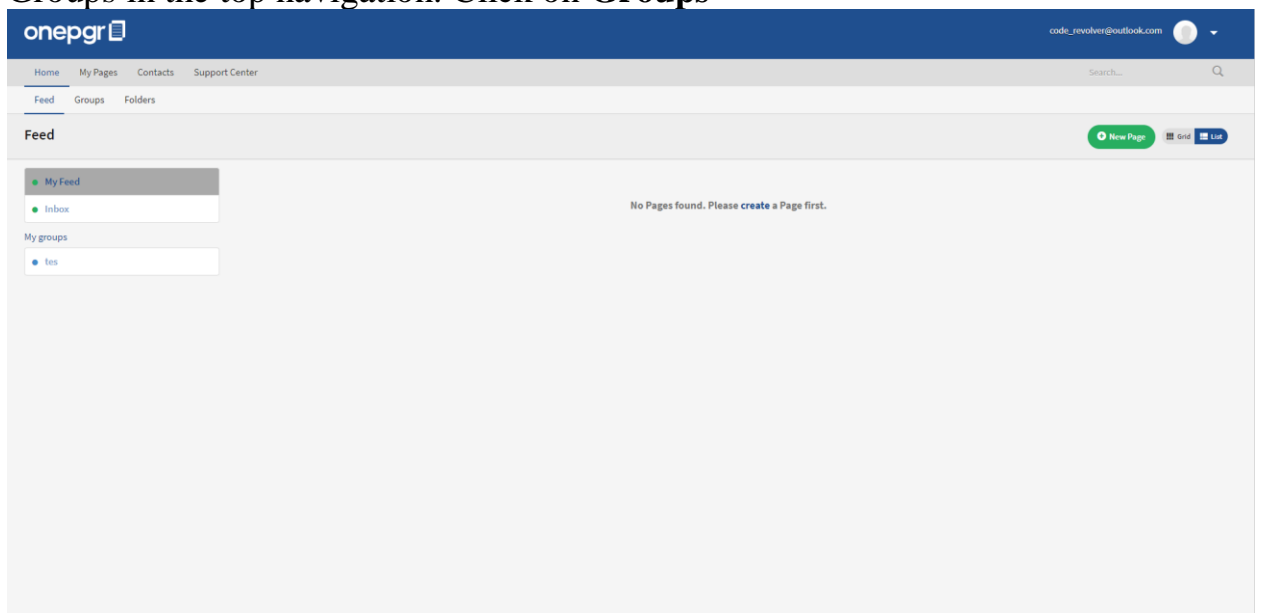 Groups in the top navigation. Click on Groups
onepgr
code_revolver@outlook.com
Home My Pages Contacts Support Center
Search...
Feed Groups Folders
Feed
New Page
Grid List
My Feed
Inbox
No Pages found. Please create a Page first.
My groups
tes